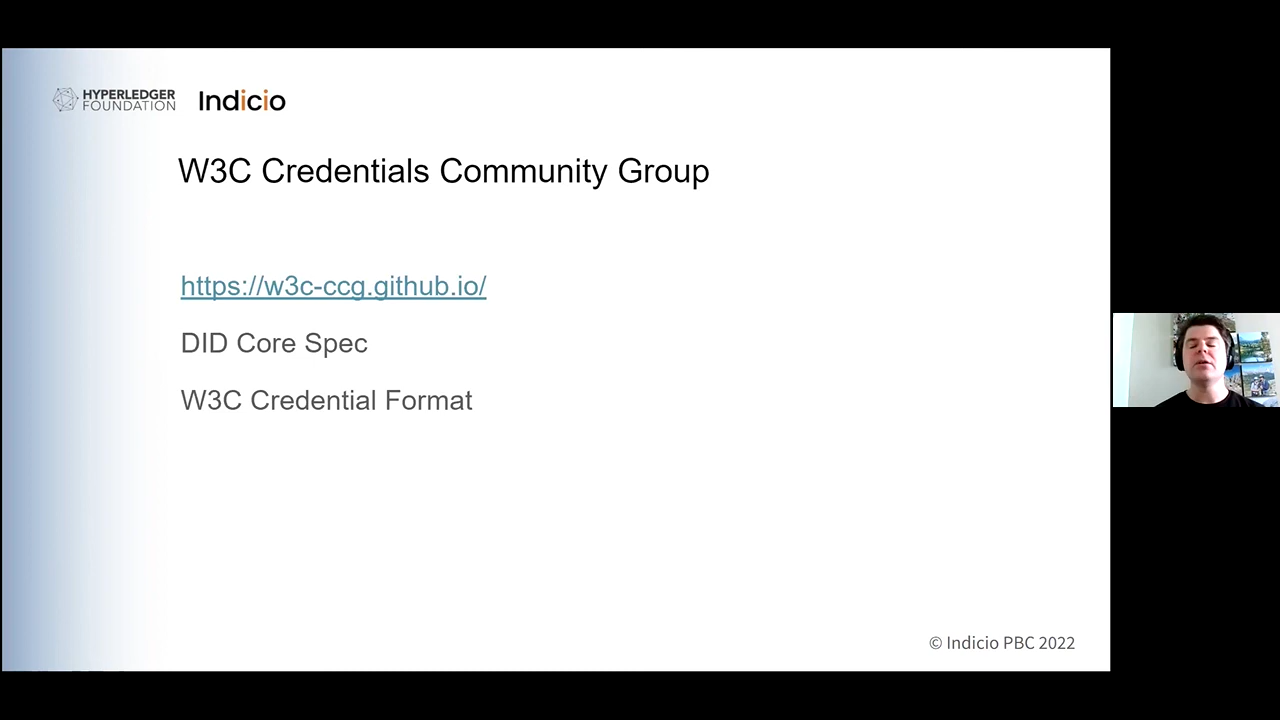 HYPERLEDGER
FOUNDATION
Indicio
W3C Credentials Community Group
https://w3c-ccg.github.io/
DID Core Spec
W3C Credential Format
© Indicio PBC 2022